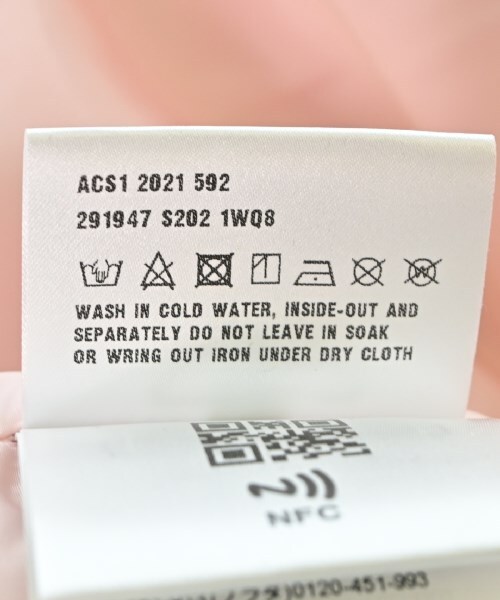 ACS1 2021 592
291947 S202 1WQ8
WASH IN COLD WATER, INSIDE-OUT AND
SEPARATELY DO NOT LEAVE IN SOAK
OR WRING OUT IRON UNDER DRY CLOTH
NFC
0120-451-993